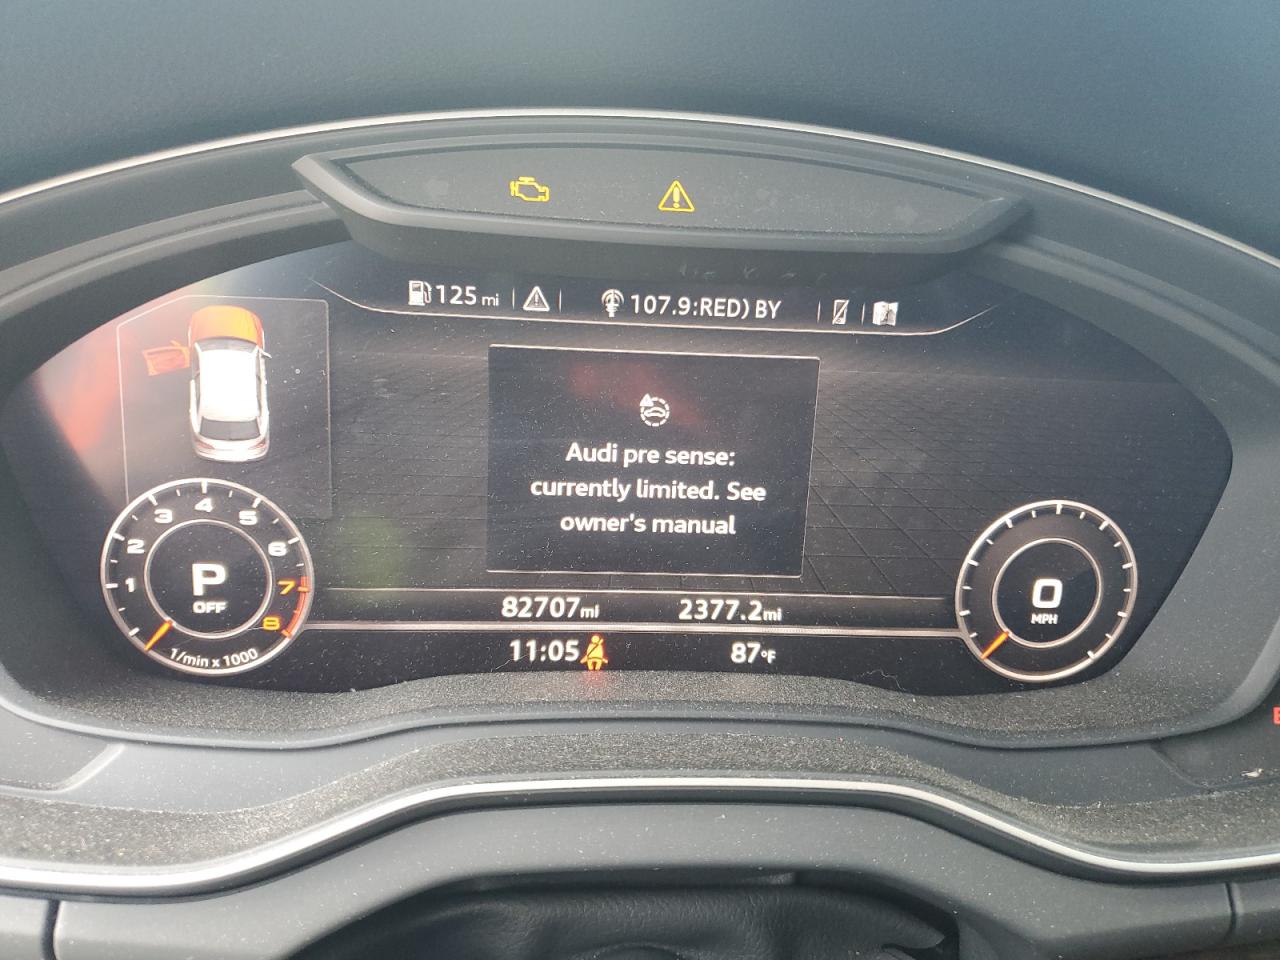 125 mi
107.9:RED) BY
Audi pre sense:
currently limited. See
owner's manual
1 2 3 4 5 6 7 8
P
OFF
1/min x 1000
0
MPH
82707mi 2377.2mi
11:05 87°F